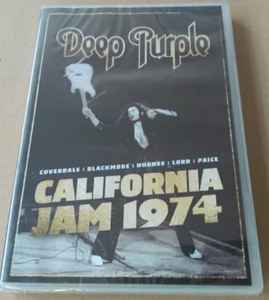 Deep Purple
COVERDALE : BLACKMORE : HUGHES : LORD : PAICE
CALIFORNIA
JAM 1974